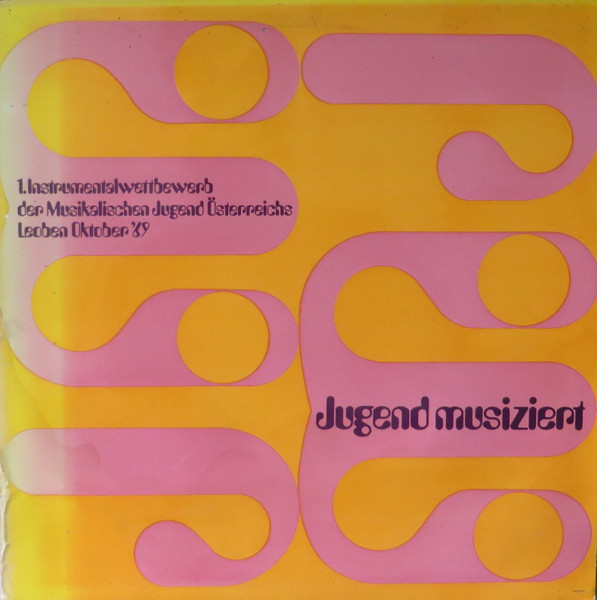 1. Instrumentalwettbewerb
der Musikalischen Jugend Österreichs
Leoben Oktober '69
Jugend musiziert